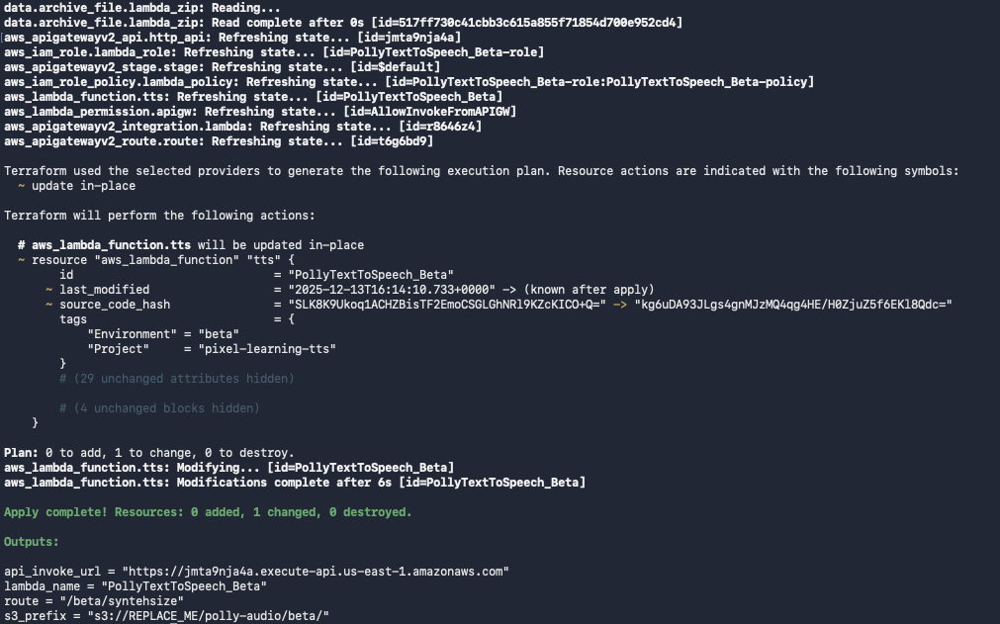 data.archive_file.lambda_zip: Reading...
data.archive_file.lambda_zip: Read complete after 0s [id=517ff730c41cbb3c615a855f71854d700e952cd4]
aws_apigatewayv2_api.http_api: Refreshing state... [id=jmta9nja4a]
aws_iam_role.lambda_role: Refreshing state... [id=PollyTextToSpeech_Beta-role]
aws_apigatewayv2_stage.stage: Refreshing state... [id=$default]
aws_iam_role_policy.lambda_policy: Refreshing state... [id=PollyTextToSpeech_Beta-role:PollyTextToSpeech_Beta-policy]
aws_lambda_function.tts: Refreshing state... [id=PollyTextToSpeech_Beta]
aws_lambda_permission.apigw: Refreshing state... [id=AllowInvokeFromAPIGW]
aws_apigatewayv2_integration.lambda: Refreshing state... [id=r8646z4]
aws_apigatewayv2_route.route: Refreshing state... [id=t6g6bd9]
Terraform used the selected providers to generate the following execution plan. Resource actions are indicated with the following symbols:
  ~ update in-place
Terraform will perform the following actions:
  # aws_lambda_function.tts will be updated in-place
  ~ resource "aws_lambda_function" "tts" {
        id                             = "PollyTextToSpeech_Beta"
      ~ last_modified                  = "2025-12-13T16:14:10.733+0000" -> (known after apply)
      ~ source_code_hash               = "SLK8K9Ukoq1ACHZBisTF2EmoCSGLGhNRl9KZcKICO+Q=" -> "kg6uDA93JLgs4gnMJzMQ4qg4HE/H0ZjuZ5f6EKl8Qdc="
        tags                           = {
            "Environment" = "beta"
            "Project"     = "pixel-learning-tts"
        }
        # (29 unchanged attributes hidden)
        # (4 unchanged blocks hidden)
    }
Plan: 0 to add, 1 to change, 0 to destroy.
aws_lambda_function.tts: Modifying... [id=PollyTextToSpeech_Beta]
aws_lambda_function.tts: Modifications complete after 6s [id=PollyTextToSpeech_Beta]
Apply complete! Resources: 0 added, 1 changed, 0 destroyed.
Outputs:
api_invoke_url = "https://jmta9nja4a.execute-api.us-east-1.amazonaws.com"
lambda_name = "PollyTextToSpeech_Beta"
route = "/beta/syntehsize"
s3_prefix = "s3://REPLACE_ME/polly-audio/beta/"